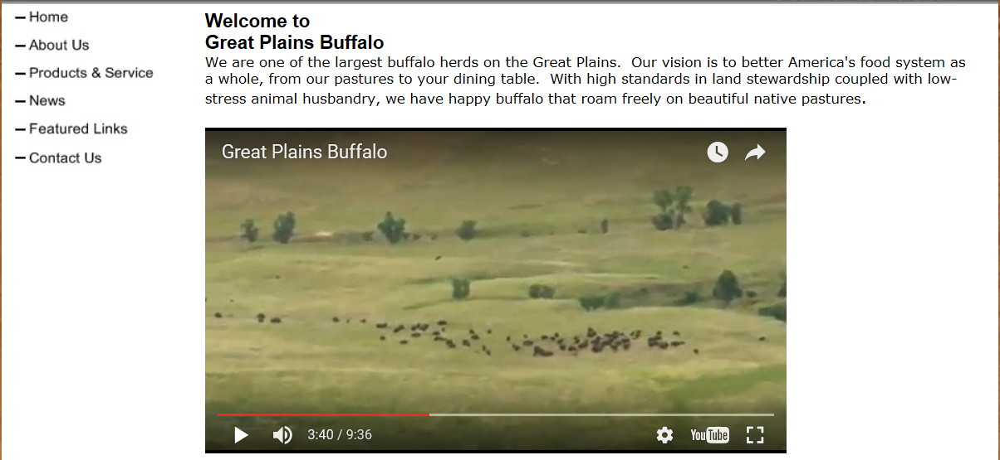 Home
About Us
Products & Service
News
Featured Links
Contact Us
Welcome to
Great Plains Buffalo
We are one of the largest buffalo herds on the Great Plains.  Our vision is to better America's food system as
a whole, from our pastures to your dining table.  With high standards in land stewardship coupled with low-
stress animal husbandry, we have happy buffalo that roam freely on beautiful native pastures.
Great Plains Buffalo
3:40 / 9:36
YouTube